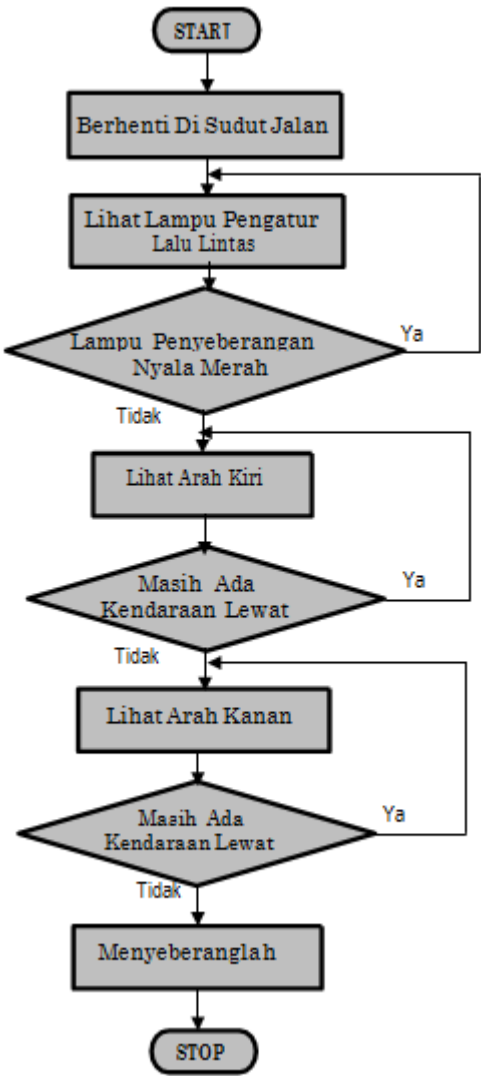 START
Berhenti Di Sudut Jalan
Lihat Lampu Pengatur
Lalu Lintas
Lampu Penyeberangan
Nyala Merah
Ya
Tidak
Lihat Arah Kiri
Masih Ada
Kendaraan Lewat
Ya
Tidak
Lihat Arah Kanan
Masih Ada
Kendaraan Lewat
Ya
Tidak
Menyeberanglah
STOP